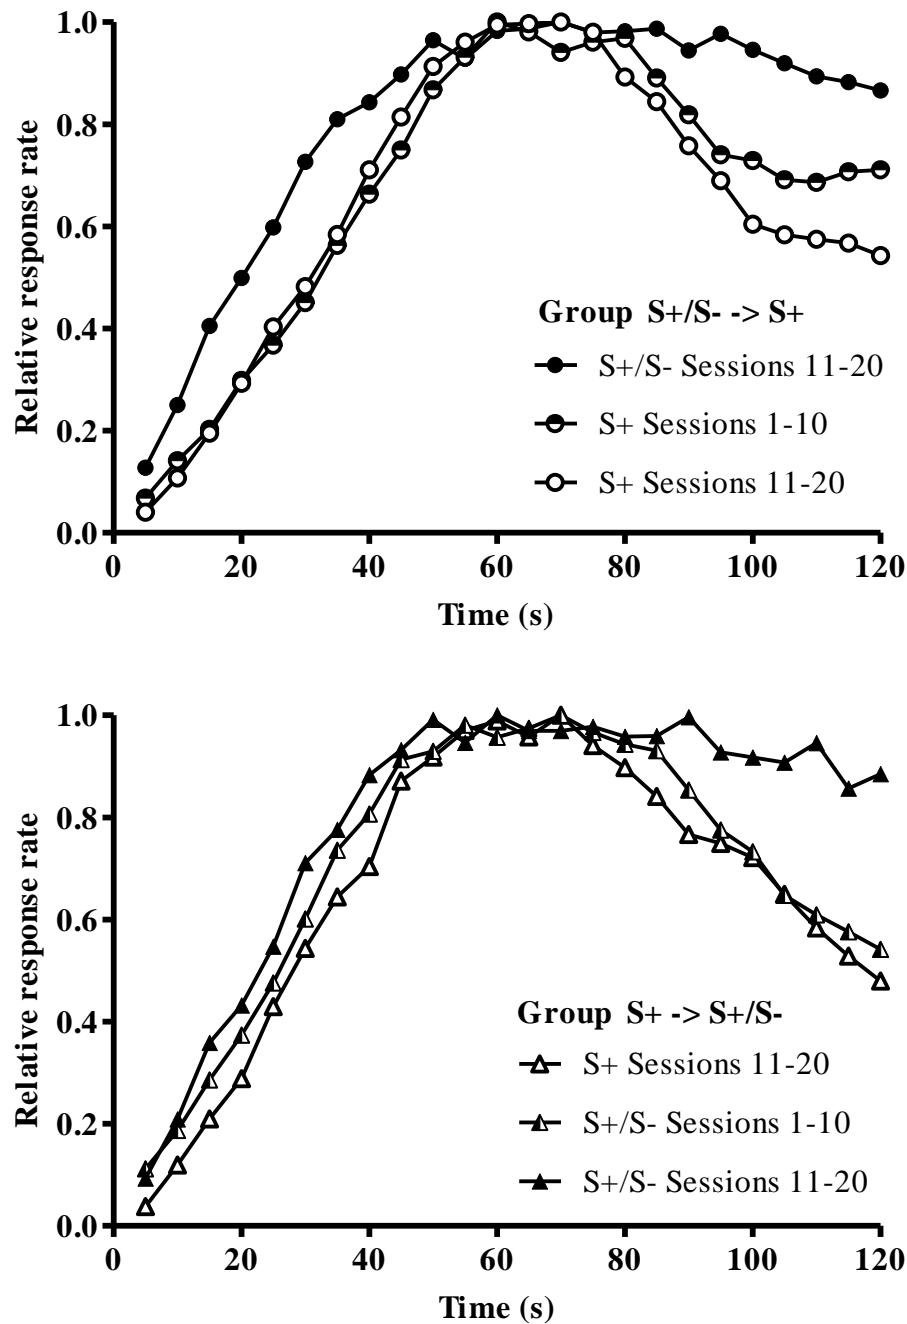 1.0
0.8
0.6
0.4
0.2
0.0
Relative response rate
Group S+/S- -> S+
S+/S- Sessions 11-20
S+ Sessions 1-10
S+ Sessions 11-20
0 20 40 60 80 100 120
Time (s)
1.0
0.8
0.6
0.4
0.2
0.0
Relative response rate
Group S+ -> S+/S-
S+ Sessions 11-20
S+/S- Sessions 1-10
S+/S- Sessions 11-20
0 20 40 60 80 100 120
Time (s)